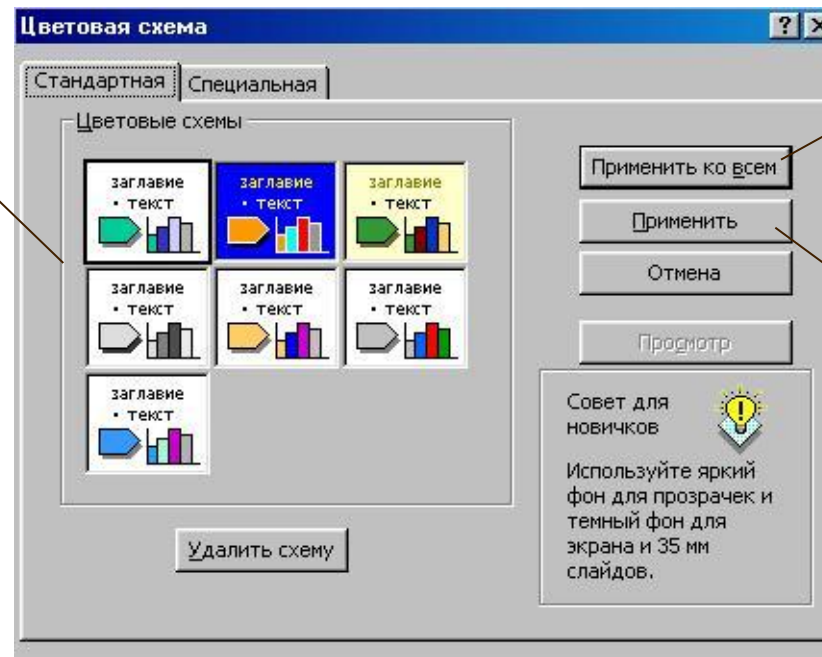 Цветовая схема
Стандартная
Специальная
Цветовые схемы
заглавие
• текст
заглавие
• текст
заглавие
• текст
заглавие
• текст
заглавие
• текст
заглавие
• текст
заглавие
• текст
Удалить схему
Применить ко всем
Применить
Отмена
Просмотр
Совет для
новичков
Используйте яркий
фон для прозрачек и
темный фон для
экрана и 35 мм
слайдов.